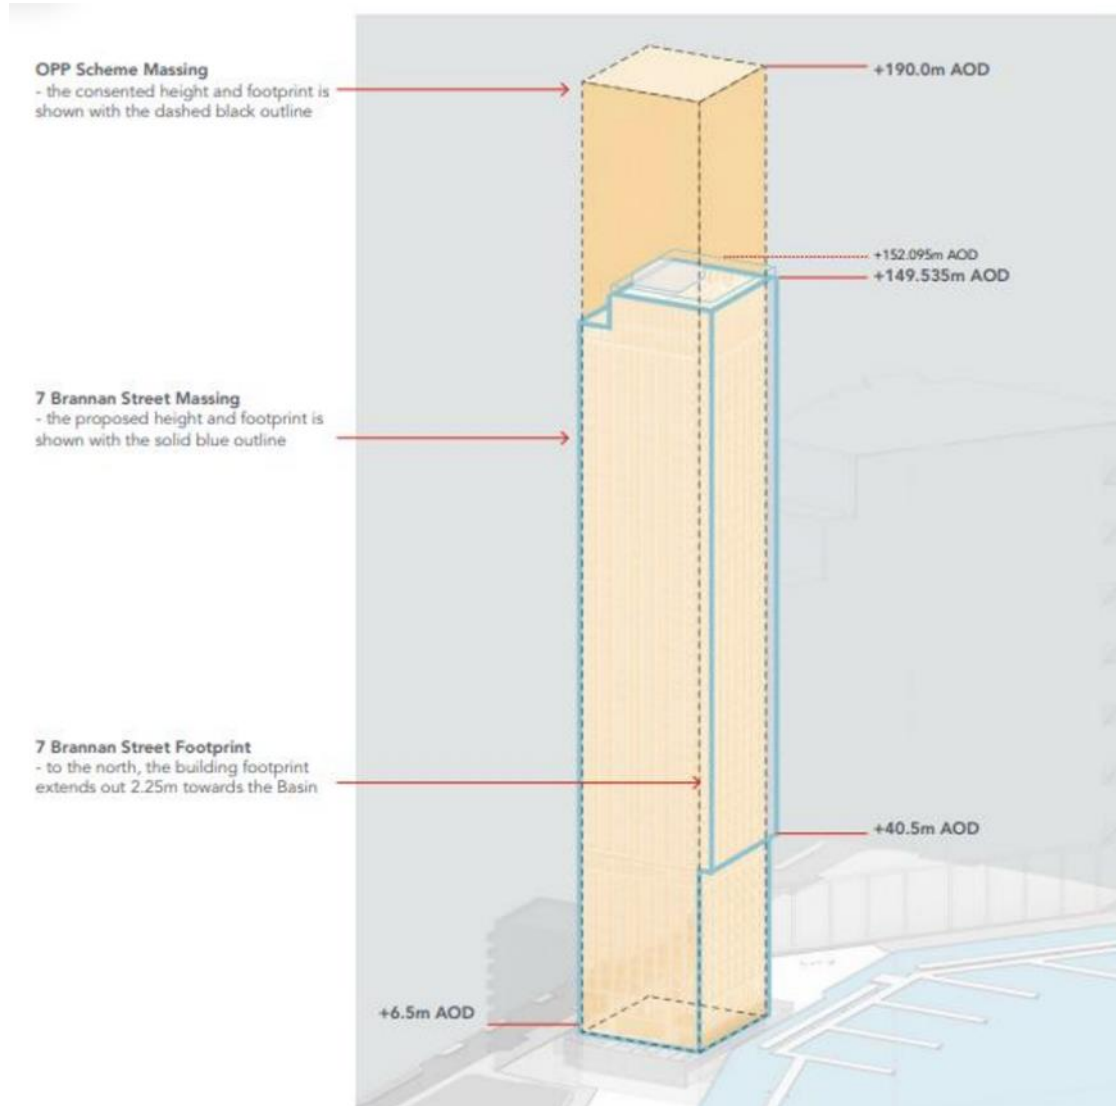 OPP Scheme Massing
- the consented height and footprint is
shown with the dashed black outline
+190.0m AOD
+152.095m AOD
+149.535m AOD
7 Brannan Street Massing
- the proposed height and footprint is
shown with the solid blue outline
7 Brannan Street Footprint
- to the north, the building footprint
extends out 2.25m towards the Basin
+40.5m AOD
+6.5m AOD